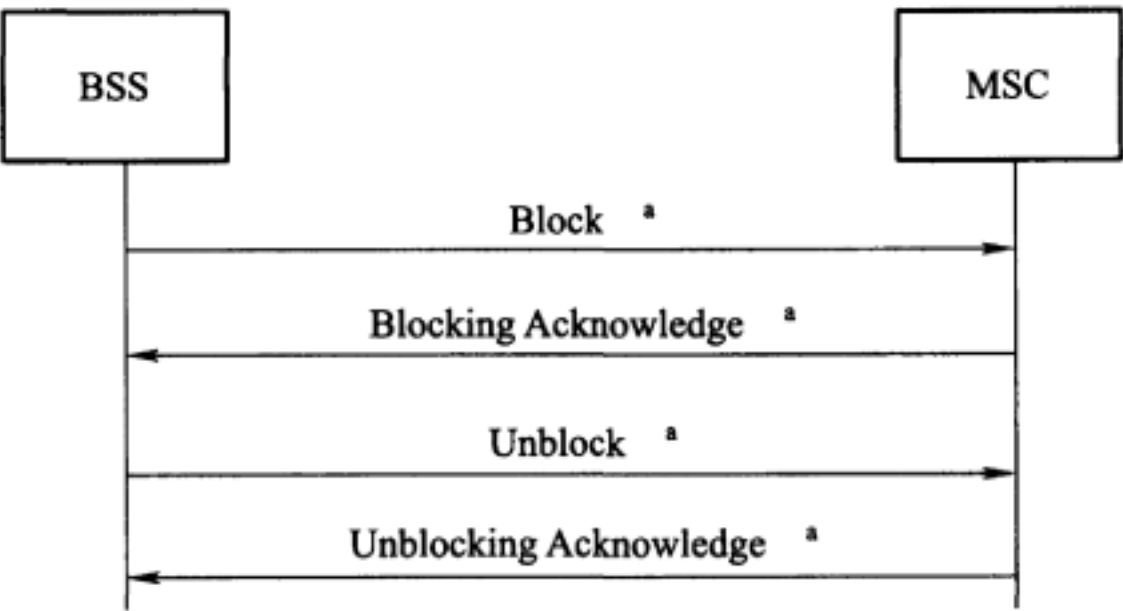 BSS
MSC
Block a
Blocking Acknowledge a
Unblock a
Unblocking Acknowledge a